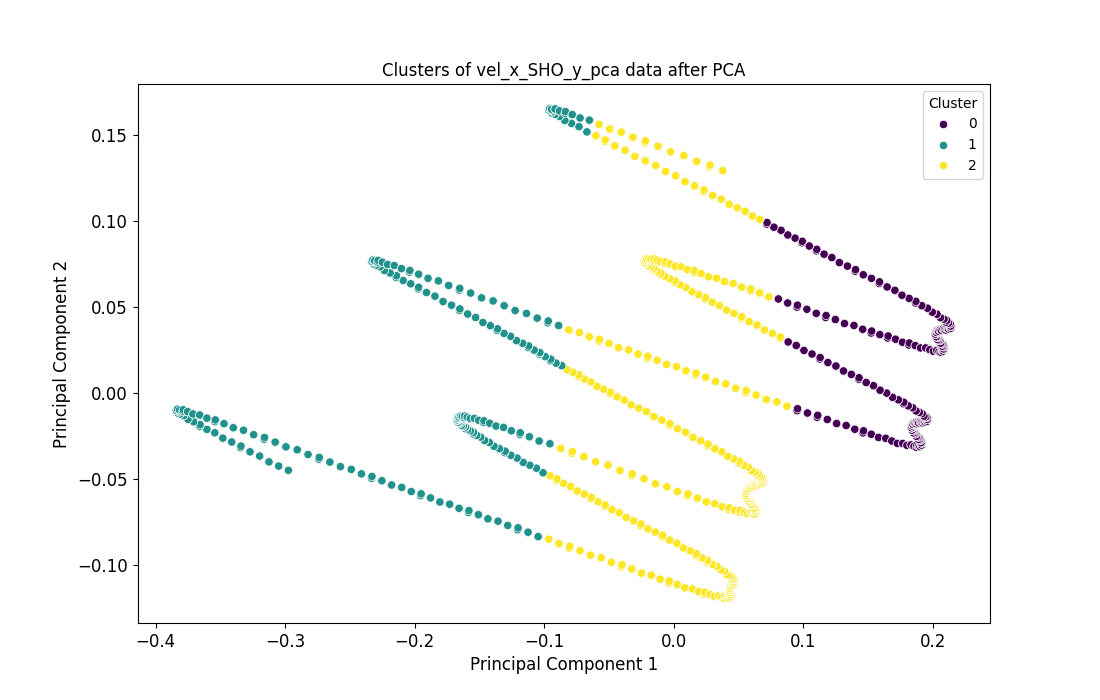 Clusters of vel_x_SHO_y_pca data after PCA
Cluster
0
1
2
0.15
0.10
0.05
0.00
−0.05
−0.10
Principal Component 2
−0.4 −0.3 −0.2 −0.1 0.0 0.1 0.2
Principal Component 1